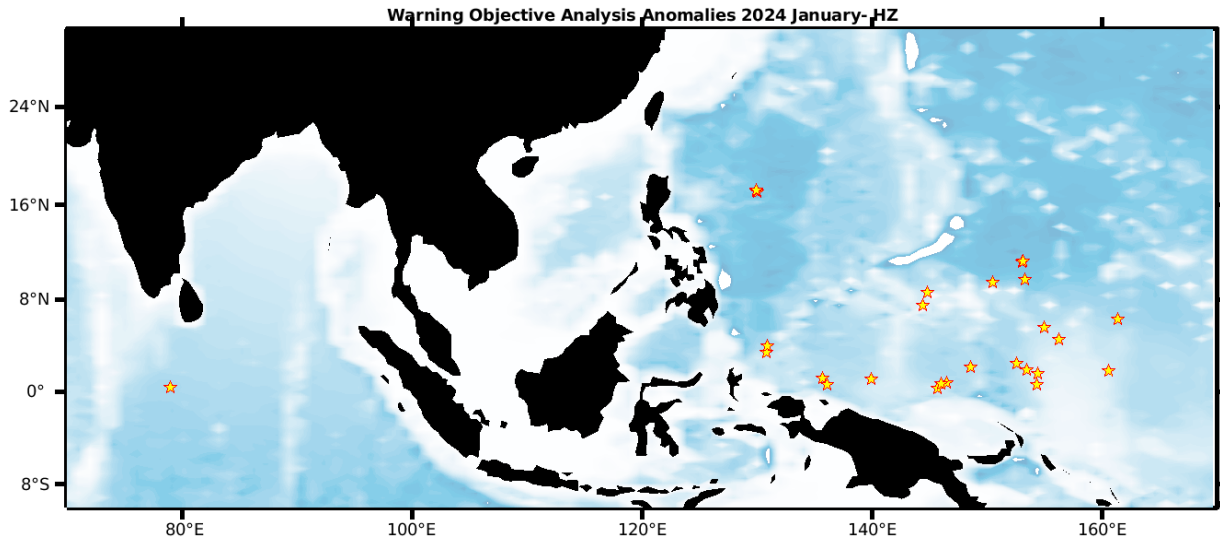 Warning Objective Analysis Anomalies 2024 January- HZ
24°N
16°N
8°N
0°
8°S
80°E 100°E 120°E 140°E 160°E